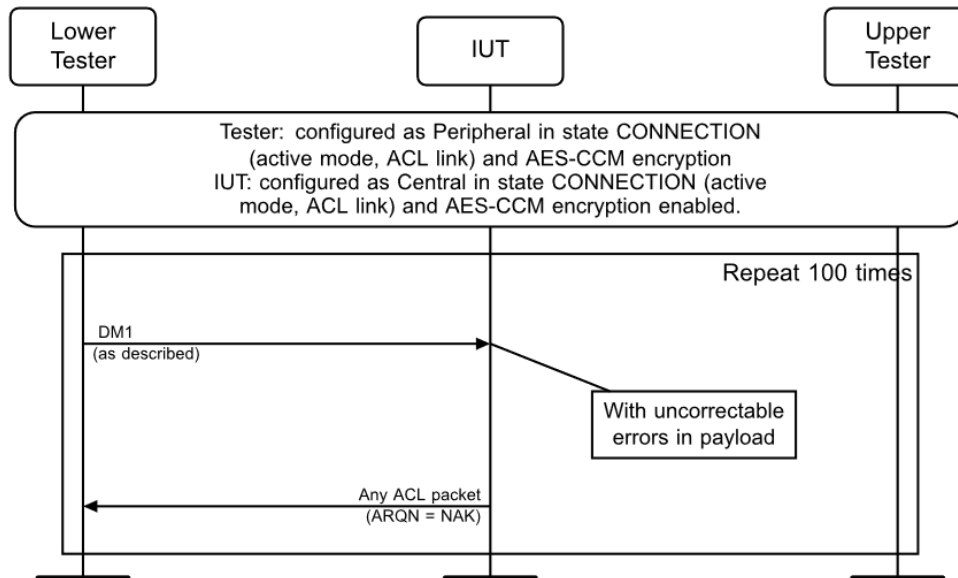 Lower
Tester
IUT
Upper
Tester
Tester: configured as Peripheral in state CONNECTION
(active mode, ACL link) and AES-CCM encryption
IUT: configured as Central in state CONNECTION (active
mode, ACL link) and AES-CCM encryption enabled.
Repeat 100 times
DM1
(as described)
With uncorrectable
errors in payload
Any ACL packet
(ARQN = NAK)